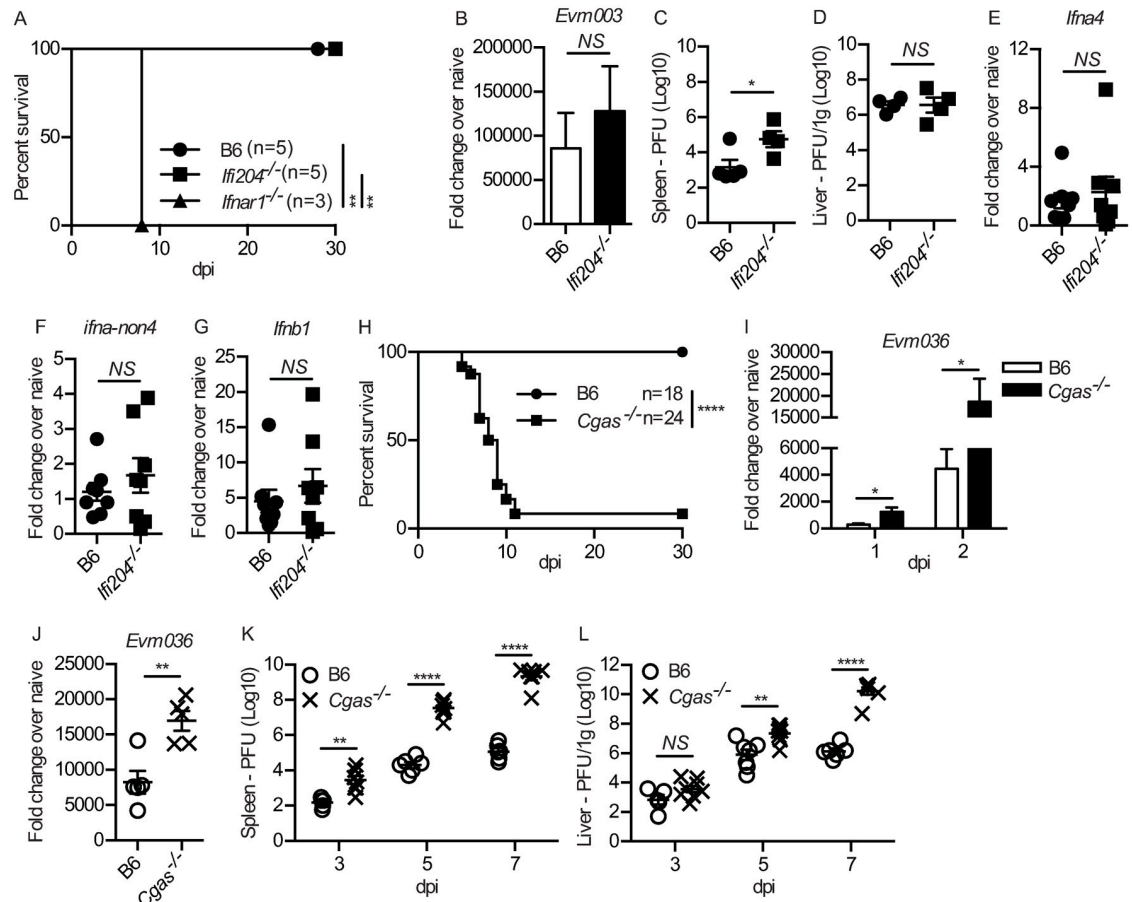 A
Percent survival
100
50
0
0
10
20
30
dpi
B6 (n=5)
Ifi204-/-(n=5)
Ifnar1-/-(n=3)
**
**
B
Evm003
Fold change over naive
200000
150000
100000
50000
0
NS
B6
Ifi204-/-
C
Spleen - PFU (Log10)
10
8
6
4
2
0
*
B6
Ifi204-/-
D
Liver - PFU/1g (Log10)
10
8
6
4
2
0
NS
B6
Ifi204-/-
E
Ifna4
Fold change over naive
12
8
4
0
NS
B6
Ifi204-/-
F
ifna-non4
Fold change over naive
5
4
3
2
1
0
NS
B6
Ifi204-/-
G
Ifnb1
Fold change over naive
25
20
15
10
5
0
NS
B6
Ifi204-/-
H
Percent survival
100
50
0
0
10
20
30
dpi
B6 n=18
Cgas-/-n=24
****
I
Evm036
Fold change over naive
30000
25000
20000
15000
6000
4000
2000
0
*
*
B6
Cgas-/-
1
2
dpi
J
Evm036
Fold change over naive
25000
20000
15000
10000
5000
0
**
B6
Cgas-/-
K
Spleen - PFU (Log10)
10
8
6
4
2
0
B6
Cgas-/-
**
****
****
3
5
7
dpi
L
Liver - PFU/1g (Log10)
12
10
8
6
4
2
0
B6
Cgas-/-
NS
**
****
3
5
7
dpi